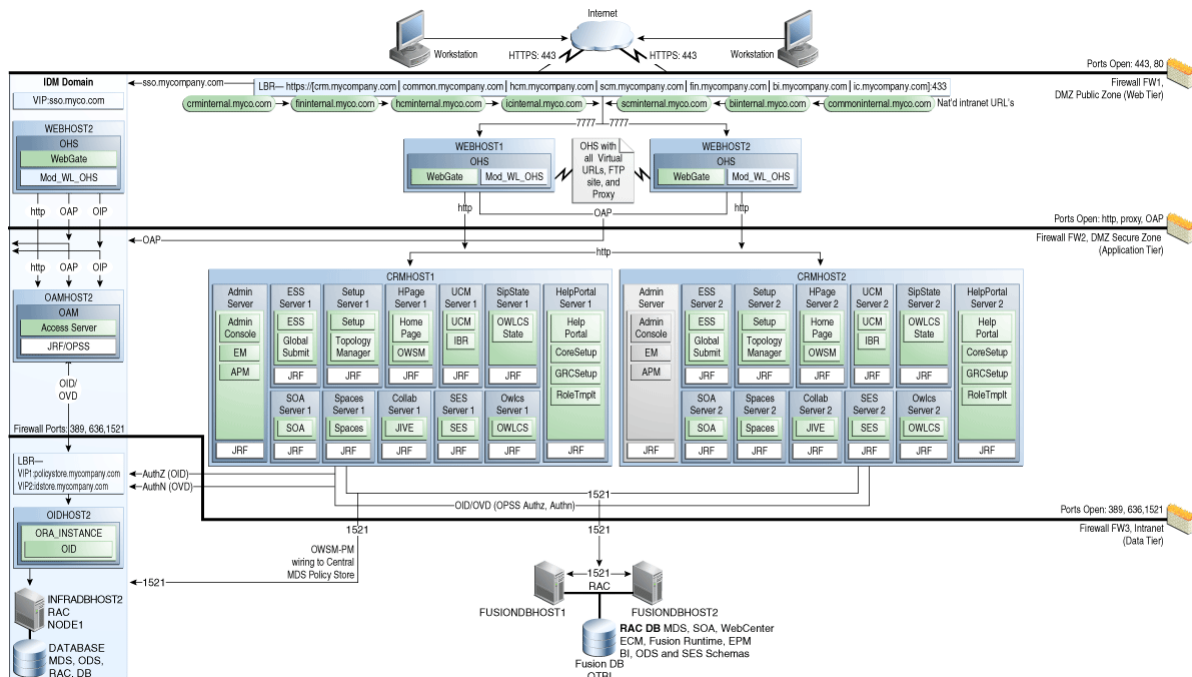 Internet
Workstation
HTTPS: 443
HTTPS: 443
Workstation
Ports Open: 443, 80
Firewall FW1,
DMZ Public Zone (Web Tier)
IDM Domain
sso.mycompany.com
LBR— https://[crm.mycompany.com | common.mycompany.com | hcm.mycompany.com | scm.mycompany.com | fin.mycompany.com | bi.mycompany.com | ic.mycompany.com]:433
VIP:sso.myco.com
crminternal.myco.com
fininternal.myco.com
hcminternal.myco.com
icinternal.myco.com
scminternal.myco.com
biinternal.myco.com
commoninternal.myco.com
Nat'd intranet URL's
7777
7777
WEBHOST2
OHS
WebGate
Mod_WL_OHS
WEBHOST1
OHS
WebGate
Mod_WL_OHS
OHS with
all Virtual
URLs, FTP
site, and
Proxy
WEBHOST2
OHS
WebGate
Mod_WL_OHS
http
OAP
OIP
http
OAP
http
Ports Open: http, proxy, OAP
Firewall FW2, DMZ Secure Zone
(Application Tier)
OAP
http
http
OAP
OIP
OAMHOST2
OAM
Access Server
JRF/OPSS
OID/
OVD
CRMHOST1
Admin
Server
Admin
Console
EM
APM
JRF
ESS
Server 1
ESS
Global
Submit
JRF
Setup
Server 1
Setup
Topology
Manager
JRF
HPage
Server 1
Home
Page
OWSM
JRF
UCM
Server 1
UCM
IBR
JRF
SipState
Server 1
OWLCS
State
JRF
HelpPortal
Server 1
Help
Portal
CoreSetup
GRCSetup
RoleTmplt
JRF
SOA
Server 1
SOA
JRF
Spaces
Server 1
Spaces
JRF
Collab
Server 1
JIVE
JRF
SES
Server 1
SES
JRF
Owlcs
Server 1
OWLCS
JRF
CRMHOST2
Admin
Server
Admin
Console
EM
APM
JRF
ESS
Server 2
ESS
Global
Submit
JRF
Setup
Server 2
Setup
Topology
Manager
JRF
HPage
Server 2
Home
Page
OWSM
JRF
UCM
Server 2
UCM
IBR
JRF
SipState
Server 2
OWLCS
State
JRF
HelpPortal
Server 2
Help
Portal
CoreSetup
GRCSetup
RoleTmplt
JRF
SOA
Server 2
SOA
JRF
Spaces
Server 2
Spaces
JRF
Collab
Server 2
JIVE
JRF
SES
Server 2
SES
JRF
Owlcs
Server 2
OWLCS
JRF
Firewall Ports: 389, 636,1521
LBR—
VIP1:policystore.mycompany.com
VIP2:idstore.mycompany.com
AuthZ (OID)
AuthN (OVD)
1521
OID/OVD (OPSS Authz, Authn)
Ports Open: 389, 636,1521
Firewall FW3, Intranet
(Data Tier)
OIDHOST2
ORA_INSTANCE
OID
1521
1521
OWSM-PM
wiring to Central
MDS Policy Store
1521
1521
RAC
FUSIONDBHOST1
FUSIONDBHOST2
INFRADBHOST2
RAC
NODE1
RAC DB MDS, SOA, WebCenter
ECM, Fusion Runtime, EPM
BI, ODS and SES Schemas
DATABASE
MDS, ODS,
RAC, DB
Fusion DB
OTBI